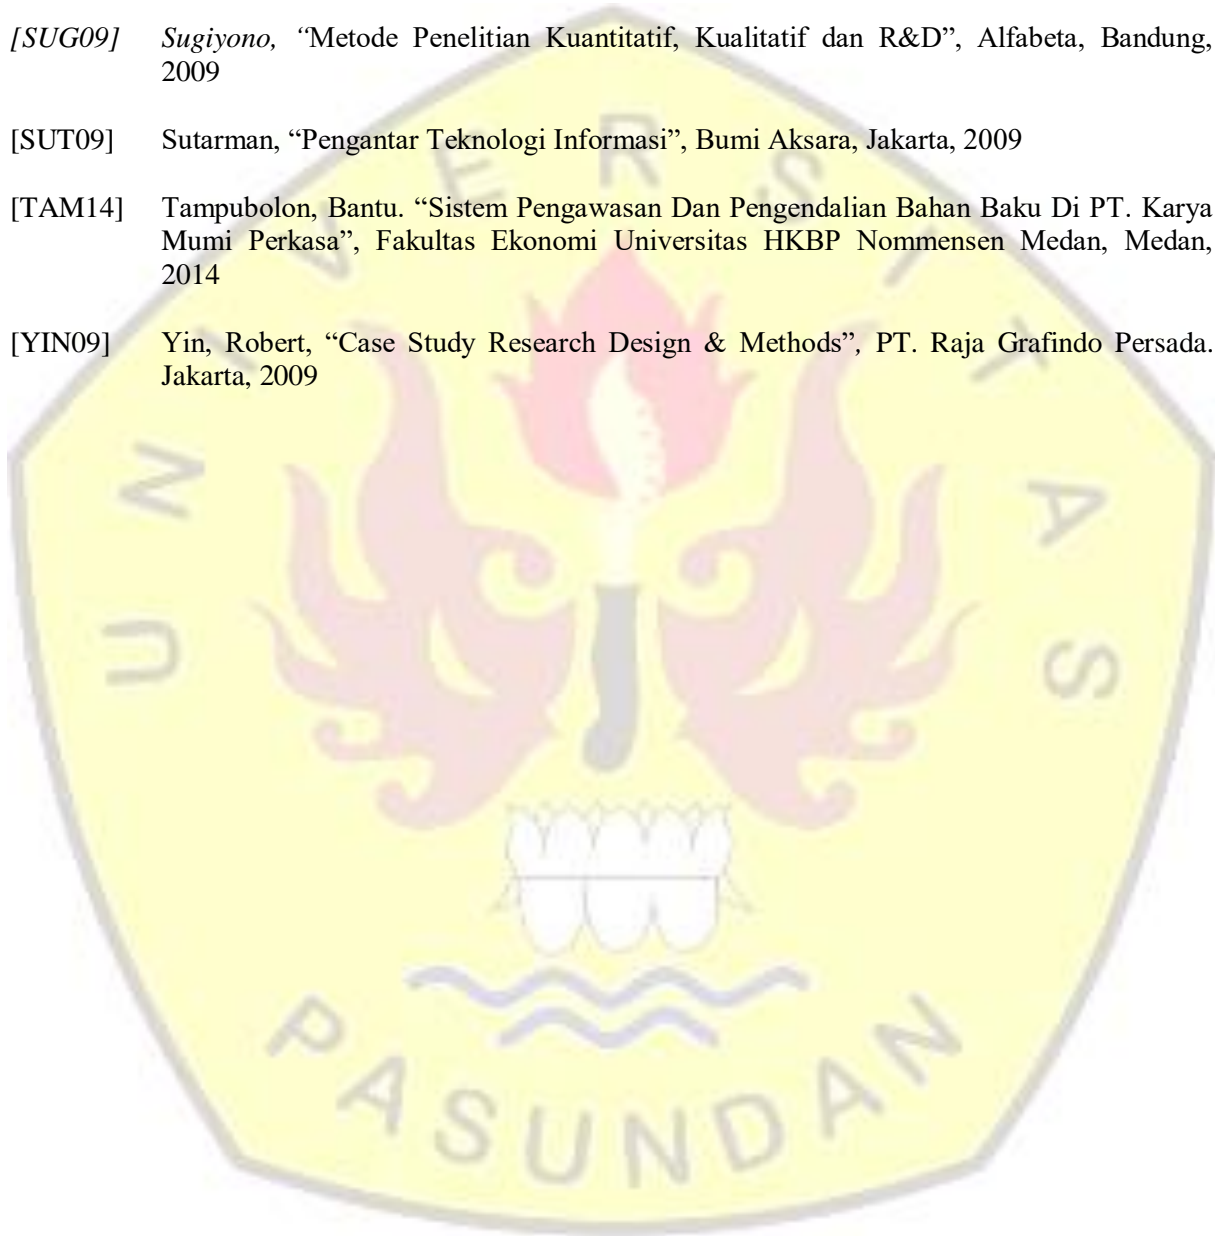 [SUG09] Sugiyono, “Metode Penelitian Kuantitatif, Kualitatif dan R&D”, Alfabeta, Bandung,
2009
[SUT09] Sutarman, “Pengantar Teknologi Informasi”, Bumi Aksara, Jakarta, 2009
[TAM14] Tampubolon, Bantu. “Sistem Pengawasan Dan Pengendalian Bahan Baku Di PT. Karya
Mumi Perkasa”, Fakultas Ekonomi Universitas HKBP Nommensen Medan, Medan,
2014
[YIN09] Yin, Robert, “Case Study Research Design & Methods”, PT. Raja Grafindo Persada.
Jakarta, 2009
UNIVERSITAS
PASUNDAN